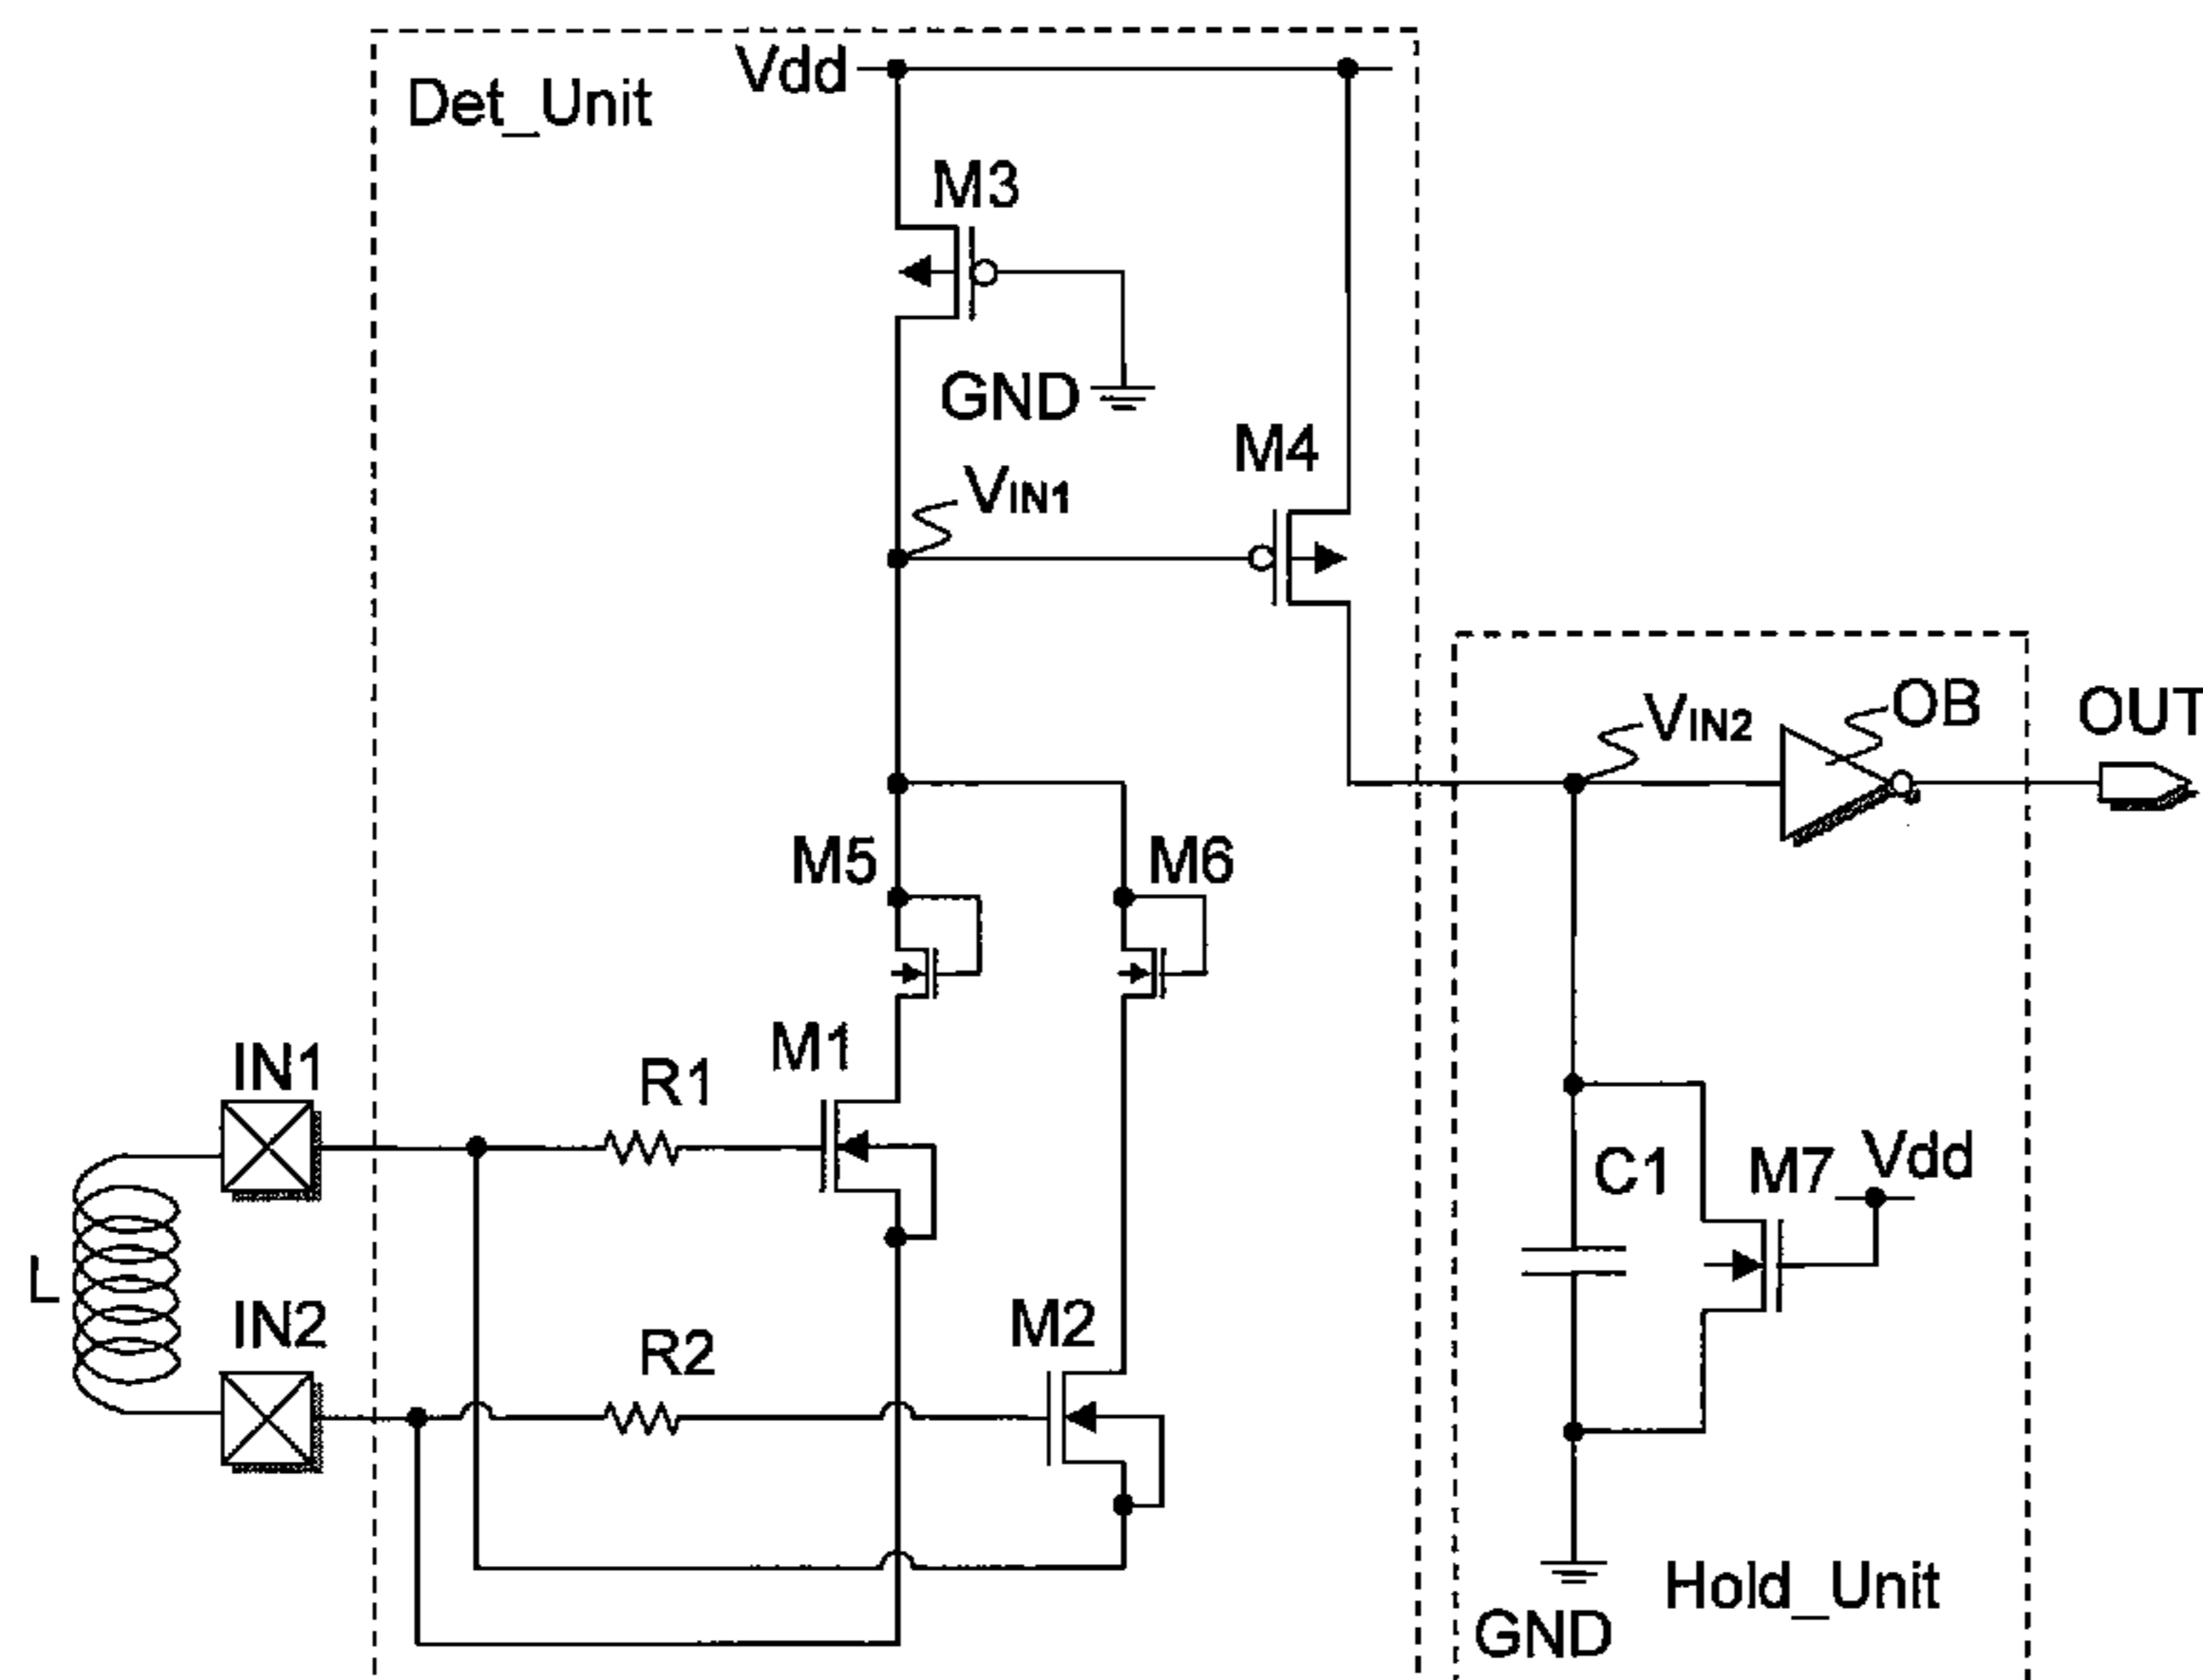 Vdd
Det_Unit
M3
GND
M4
VIN1
VIN2
OB
OUT
M5
M6
M1
IN1
R1
C1
M7
Vdd
L
IN2
R2
M2
Hold_Unit
GND